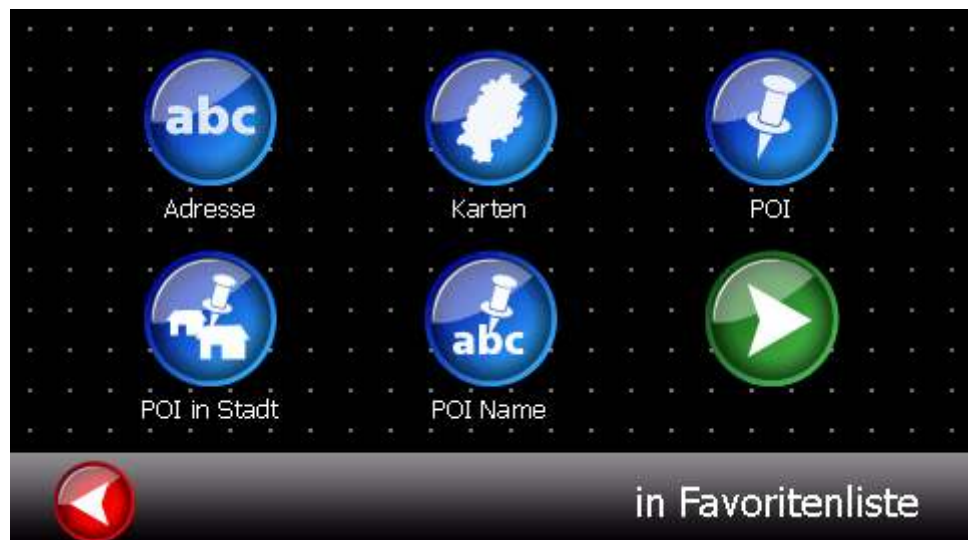 abc
Adresse
Karten
POI
POI in Stadt
abc
POI Name
in Favoritenliste